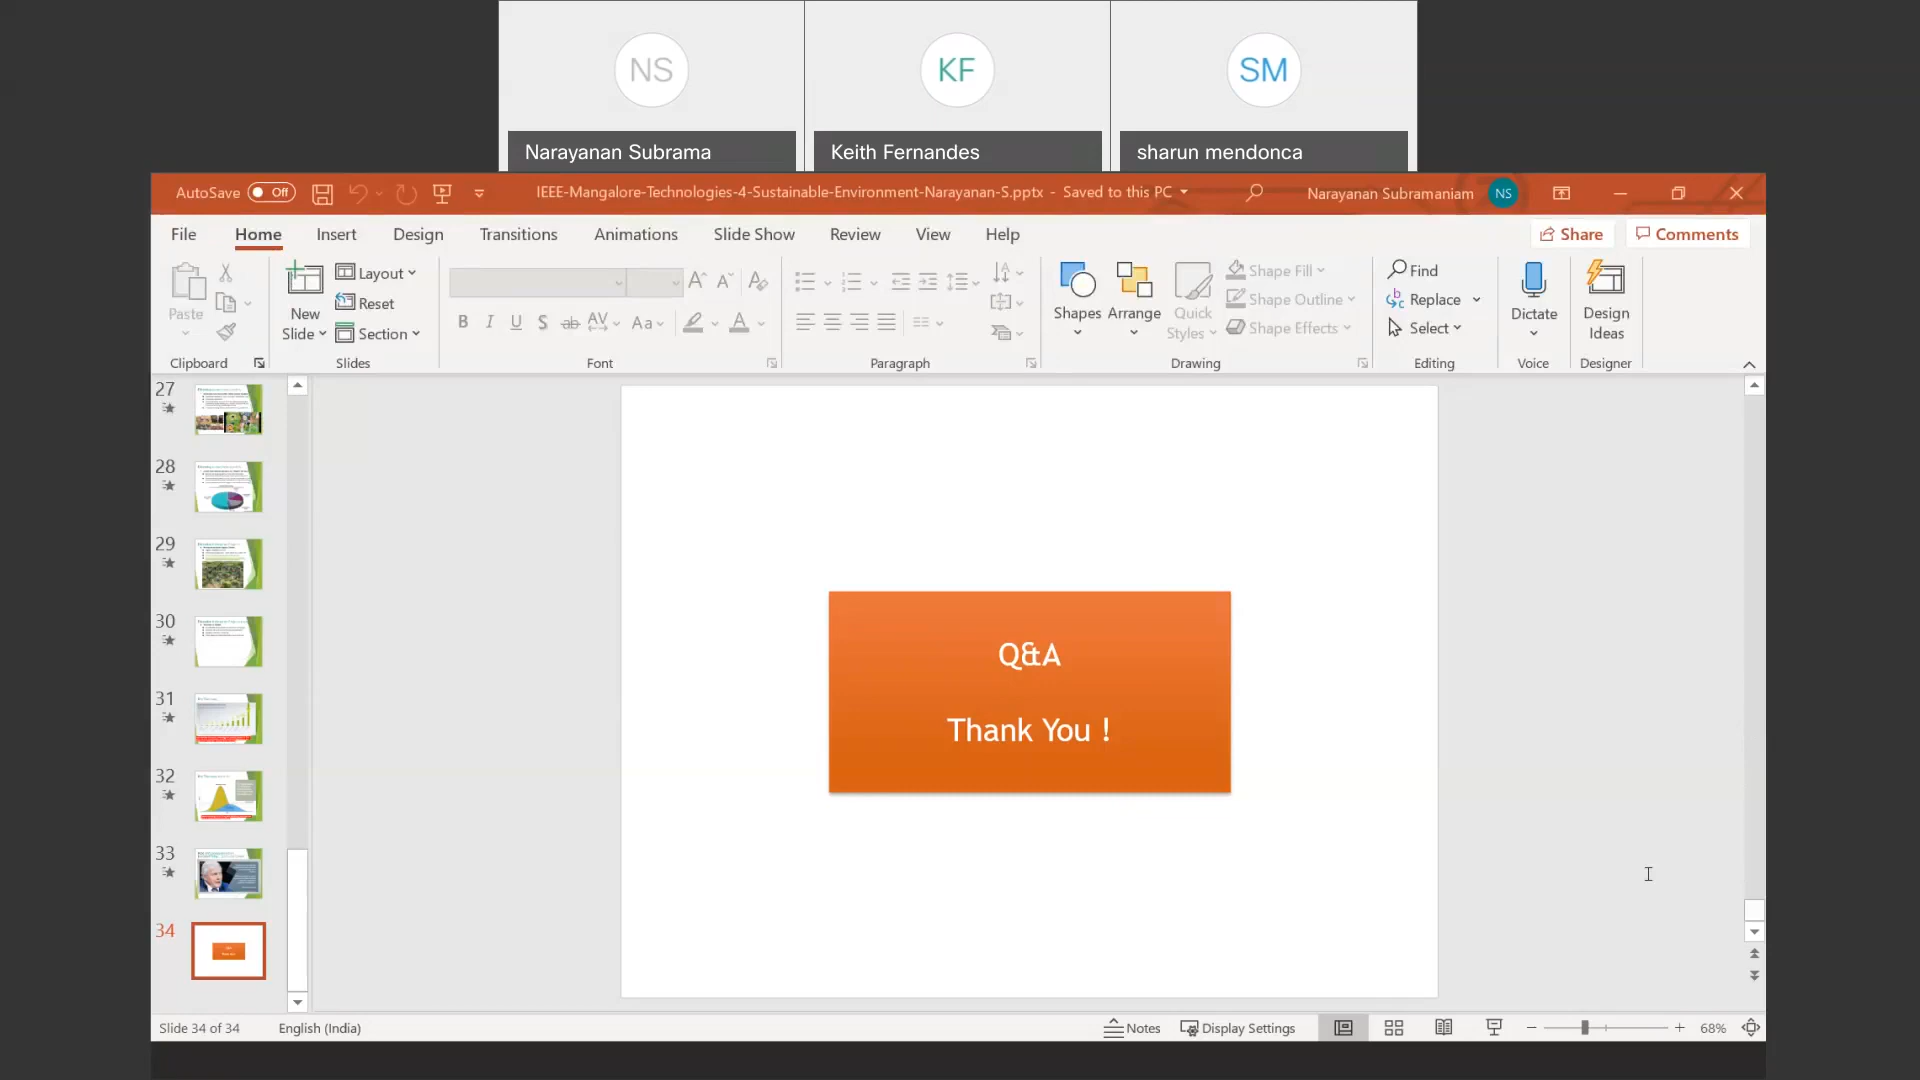 NS
KF
SM
Narayanan Subrama
Keith Fernandes
sharun mendonca
AutoSave Off
IEEE-Mangalore-Technologies-4-Sustainable-Environment-Narayanan-S.pptx - Saved to this PC
Narayanan Subramaniam NS
File Home Insert Design Transitions Animations Slide Show Review View Help
Share Comments
Paste
New
Slide
Layout
Reset
Section
B I U S ab AV Aa A
Shapes
Arrange
Quick
Styles
Shape Fill
Shape Outline
Shape Effects
Find
Replace
Select
Dictate
Design
Ideas
Clipboard Slides Font Paragraph Drawing Editing Voice Designer
27
28
29
30
31
32
33
34
Q&A
Thank You !
Slide 34 of 34 English (India) Notes Display Settings 68%